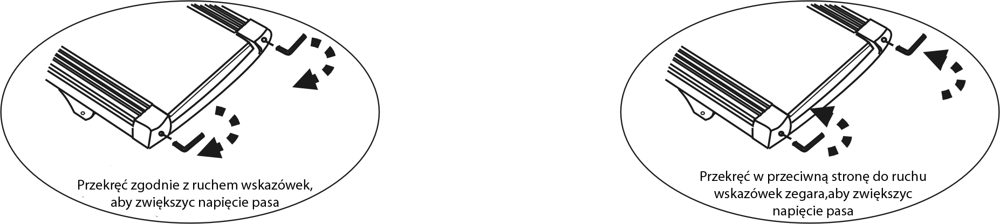 Przekręć zgodnie z ruchem wskazówek,
aby zwiększyc napięcie pasa
Przekręć w przeciwną stronę do ruchu
wskazówek zegara,aby zwiększyc
napięcie pasa